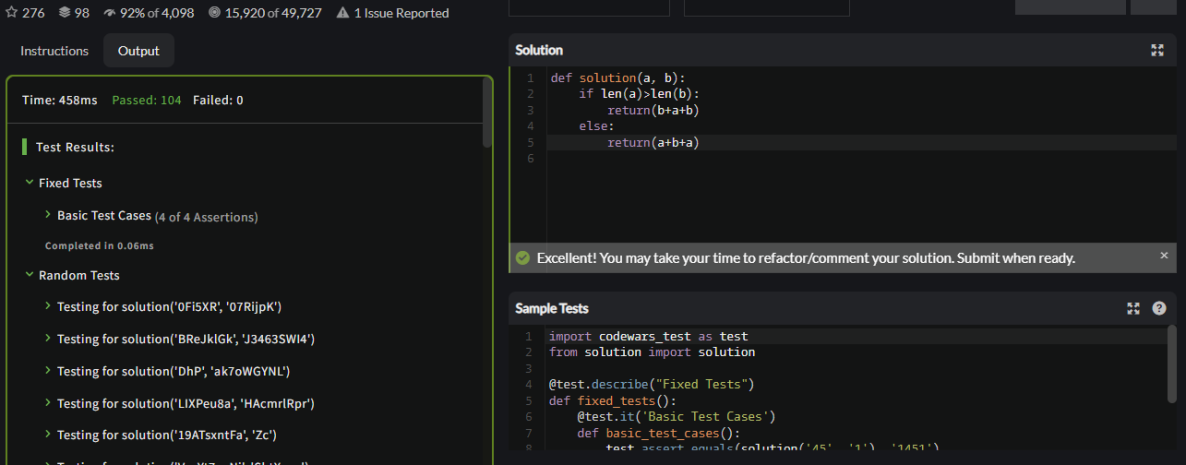 276 98 92% of 4,098 15,920 of 49,727 1 Issue Reported
Instructions Output
Time: 458ms Passed: 104 Failed: 0
Test Results:
Fixed Tests
Basic Test Cases (4 of 4 Assertions)
Completed in 0.06ms
Random Tests
Testing for solution('0Fi5XR', '07RijpK')
Testing for solution('BReJklGk', 'J3463SWI4')
Testing for solution('DhP', 'ak7oWGYNL')
Testing for solution('LIXPeu8a', 'HAcmrlRpr')
Testing for solution('19ATsxntFa', 'Zc')
Solution
1 def solution(a, b):
2 if len(a)>len(b):
3 return(b+a+b)
4 else:
5 return(a+b+a)
6
Excellent! You may take your time to refactor/comment your solution. Submit when ready.
Sample Tests
1 import codewars_test as test
2 from solution import solution
3
4 @test.describe("Fixed Tests")
5 def fixed_tests():
6 @test.it('Basic Test Cases')
7 def basic_test_cases():
8 test.assert_equals(solution('45', '1'), '1451')